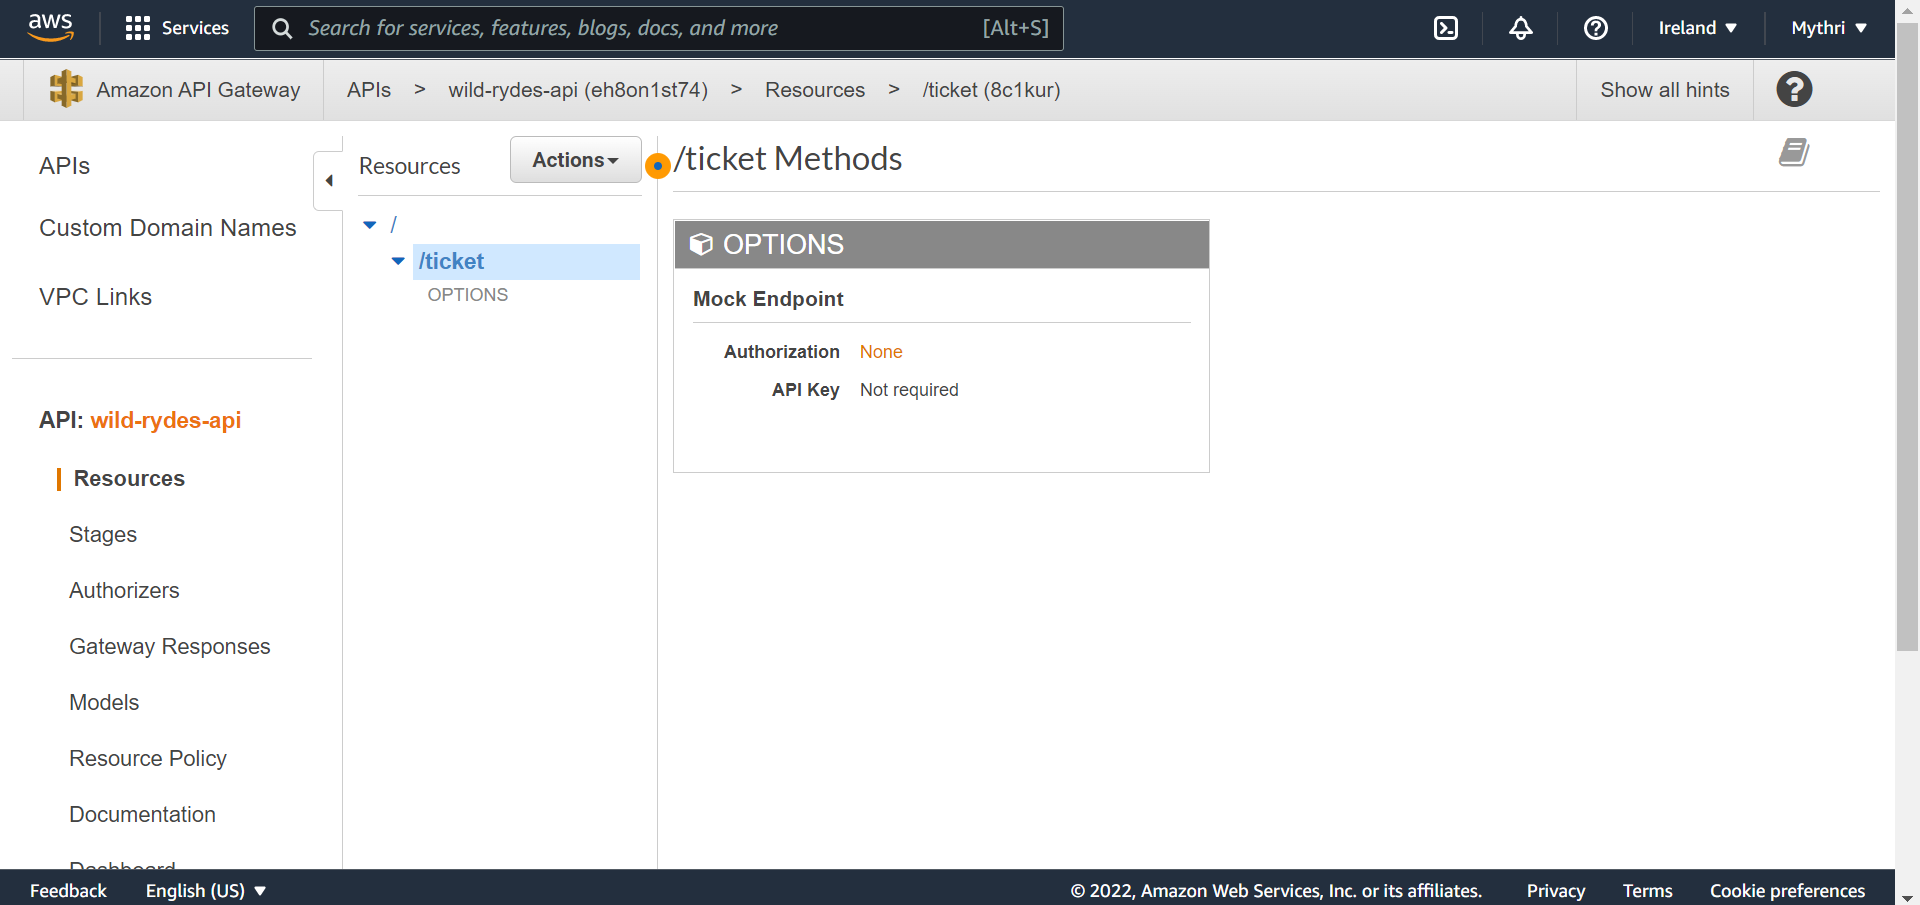 aws
Services
Search for services, features, blogs, docs, and more
[Alt+S]
Ireland ▼
Mythri ▼
Amazon API Gateway
APIs > wild-rydes-api (eh8on1st74) > Resources > /ticket (8c1kur)
Show all hints
APIs
Custom Domain Names
VPC Links
API: wild-rydes-api
Resources
Stages
Authorizers
Gateway Responses
Models
Resource Policy
Documentation
Dashboard
Resources
Actions
/
/ticket
OPTIONS
/ticket Methods
OPTIONS
Mock Endpoint
Authorization None
API Key Not required
Feedback
English (US) ▼
© 2022, Amazon Web Services, Inc. or its affiliates.
Privacy
Terms
Cookie preferences